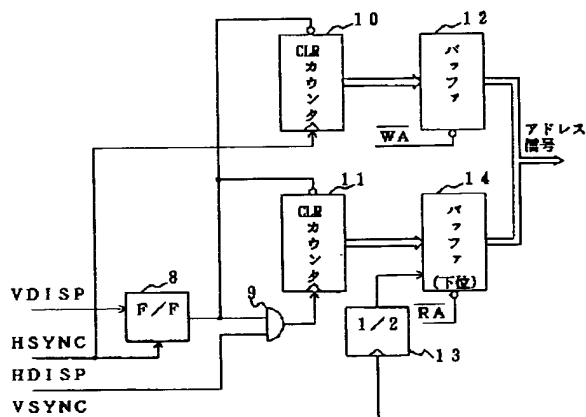 10
CLR
カウンタ
12
バッファ
WA
アドレス
信号
11
CLR
カウンタ
14
バッファ
(下位)
RA
VDISP
8
F/F
9
1/2
13
HSYNC
HDISP
VSYNC